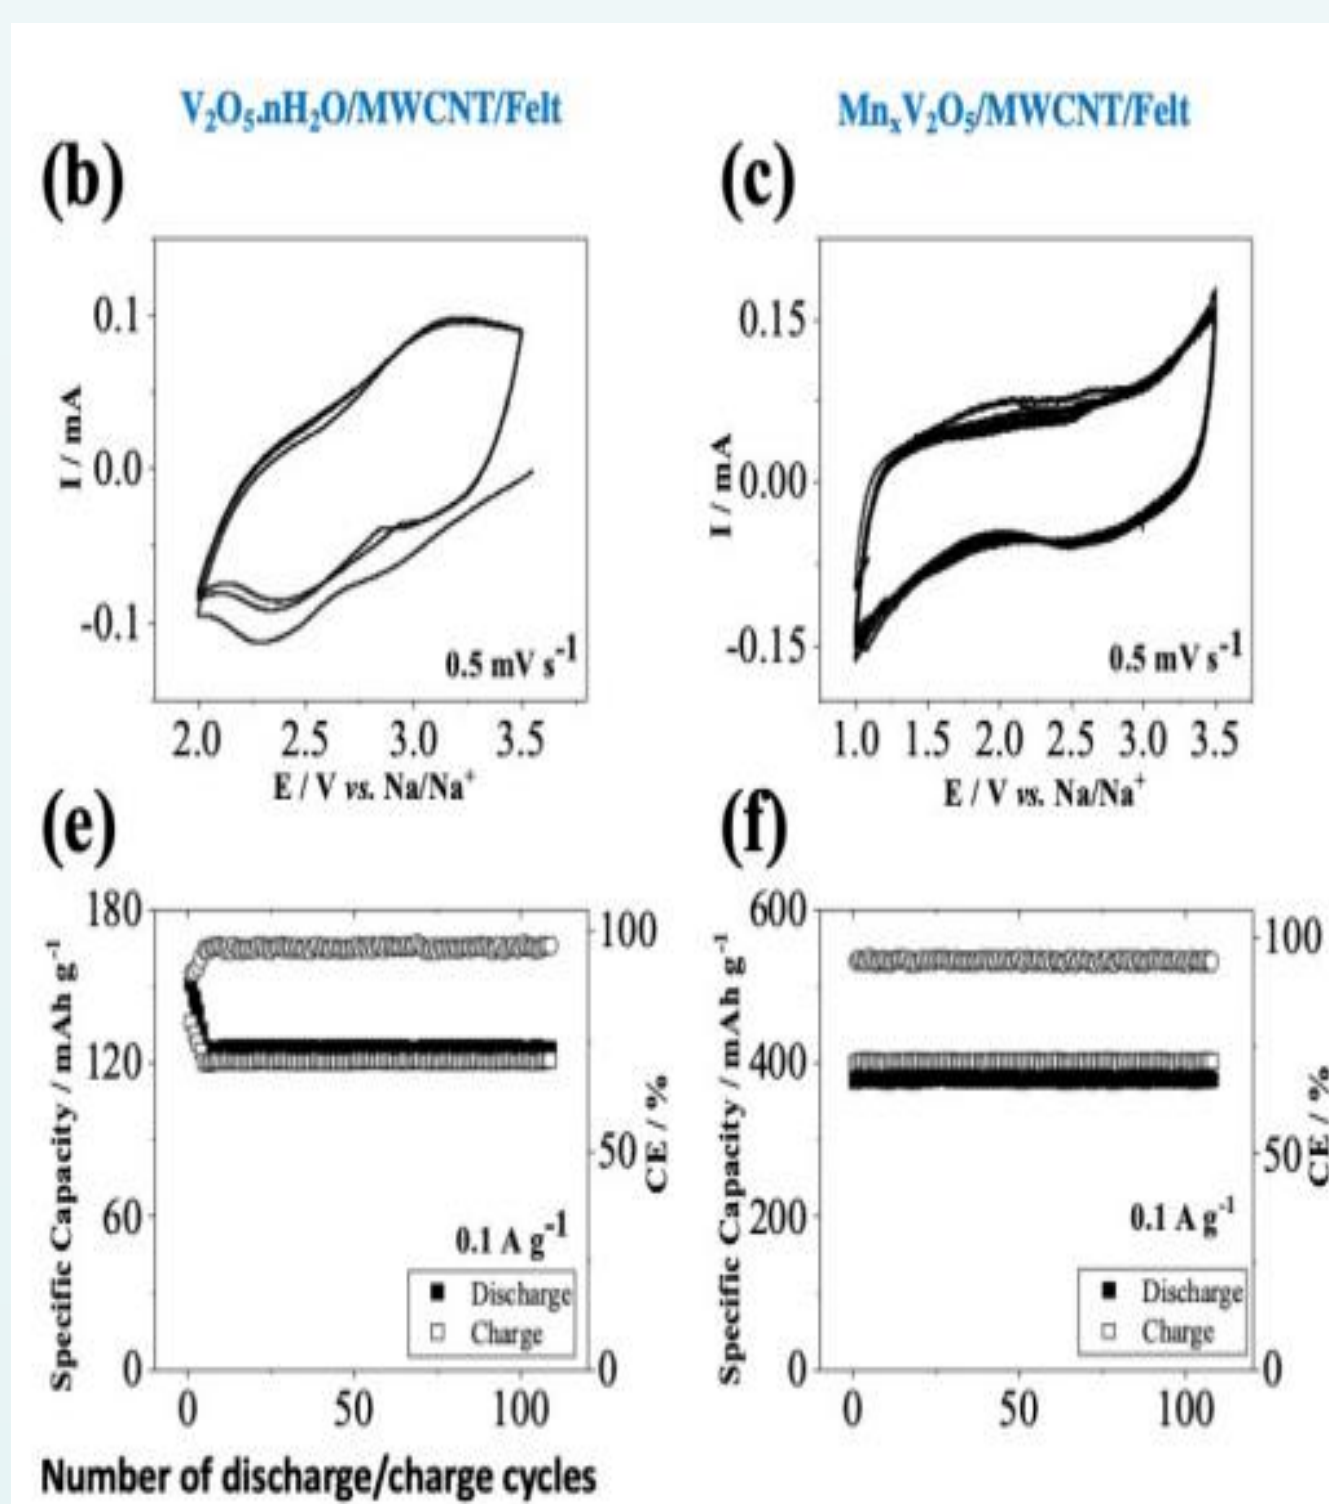 V₂O₅.nH₂O/MWCNT/Felt
MnₓV₂O₅/MWCNT/Felt
(b)
(c)
0.1
0.0
-0.1
I / mA
0.5 mV s⁻¹
2.0 2.5 3.0 3.5
E / V vs. Na/Na⁺
0.15
0.00
-0.15
I / mA
0.5 mV s⁻¹
1.0 1.5 2.0 2.5 3.0 3.5
E / V vs. Na/Na⁺
(e)
(f)
180
120
60
0
Specific Capacity / mAh g⁻¹
100
50
0
CE / %
0.1 A g⁻¹
Discharge
Charge
0 50 100
600
400
200
0
Specific Capacity / mAh g⁻¹
100
50
0
CE / %
0.1 A g⁻¹
Discharge
Charge
0 50 100
Number of discharge/charge cycles